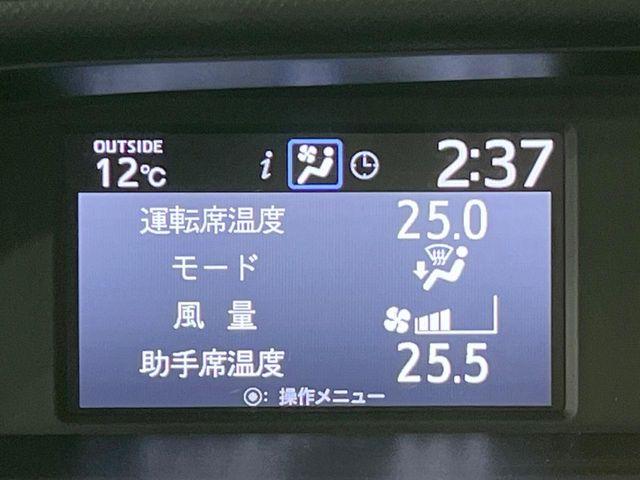 OUTSIDE
12℃ i 2:37
運転席温度 25.0
モード
風量
助手席温度 25.5
◉: 操作メニュー